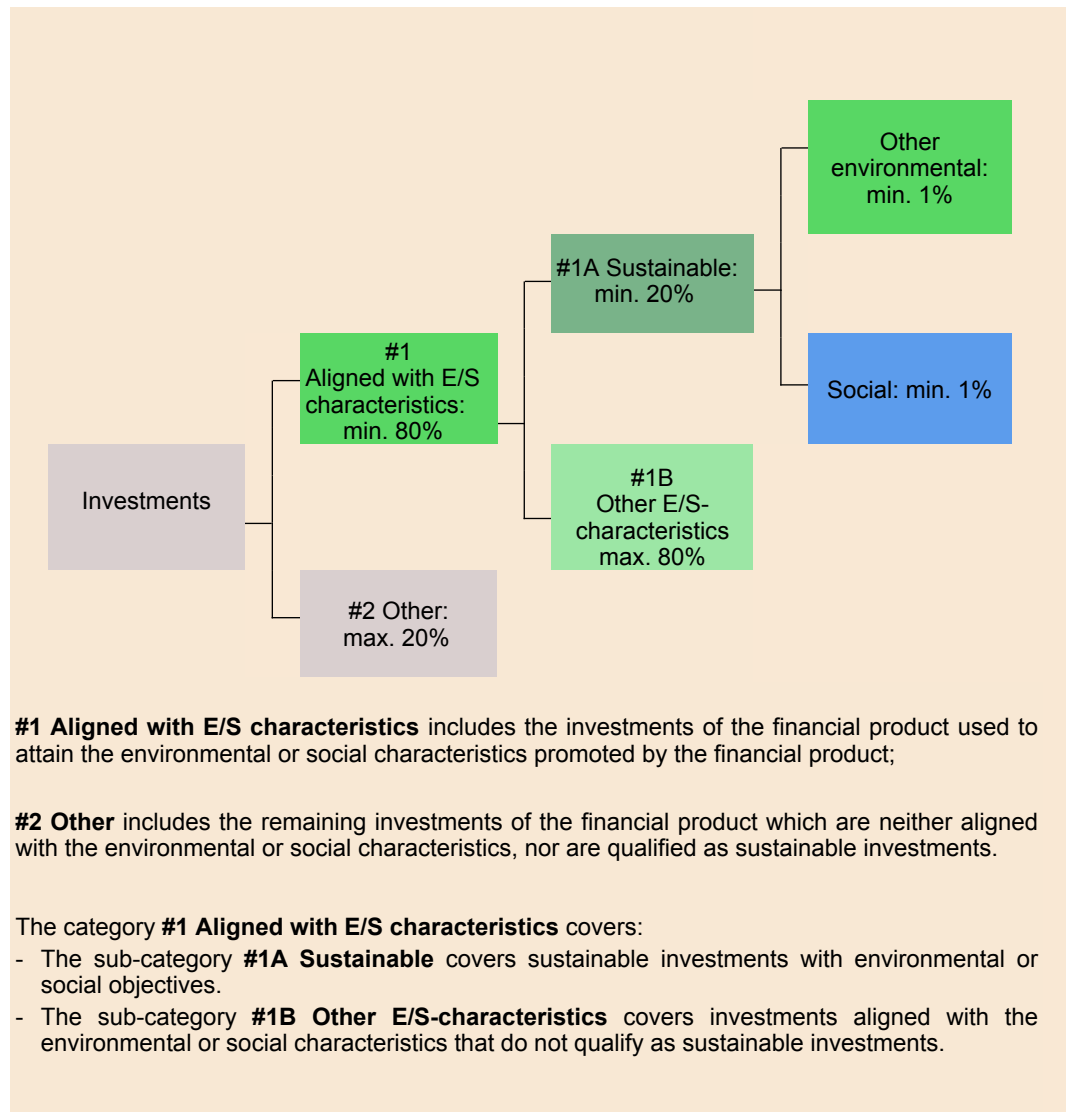 Other
environmental:
min. 1%
#1A Sustainable:
min. 20%
#1
Aligned with E/S
characteristics:
min. 80%
Social: min. 1%
Investments
#1B
Other E/S-
characteristics
max. 80%
#2 Other:
max. 20%
#1 Aligned with E/S characteristics includes the investments of the financial product used to
attain the environmental or social characteristics promoted by the financial product;
#2 Other includes the remaining investments of the financial product which are neither aligned
with the environmental or social characteristics, nor are qualified as sustainable investments.
The category #1 Aligned with E/S characteristics covers:
- The sub-category #1A Sustainable covers sustainable investments with environmental or
social objectives.
- The sub-category #1B Other E/S-characteristics covers investments aligned with the
environmental or social characteristics that do not qualify as sustainable investments.